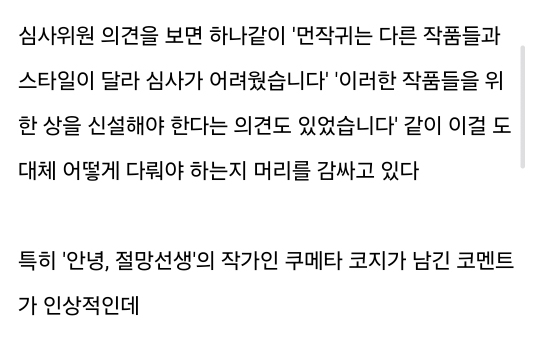 심사위원 의견을 보면 하나같이 '먼작귀는 다른 작품들과
스타일이 달라 심사가 어려웠습니다' '이러한 작품들을 위
한 상을 신설해야 한다는 의견도 있었습니다' 같이 이걸 도
대체 어떻게 다뤄야 하는지 머리를 감싸고 있다
특히 '안녕, 절망선생'의 작가인 쿠메타 코지가 남긴 코멘트
가 인상적인데